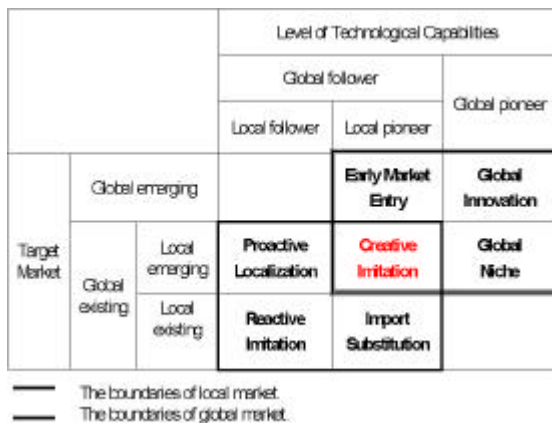 Level of Technological Capabilities
Global follower
Global pioneer
Local follower
Local pioneer
Target
Market
Global emerging
Early Market
Entry
Global
Innovation
Global
existing
Local
emerging
Proactive
Localization
Creative
Imitation
Global
Niche
Local
existing
Reactive
Imitation
Import
Substitution
The boundaries of local market.
The boundaries of global market.